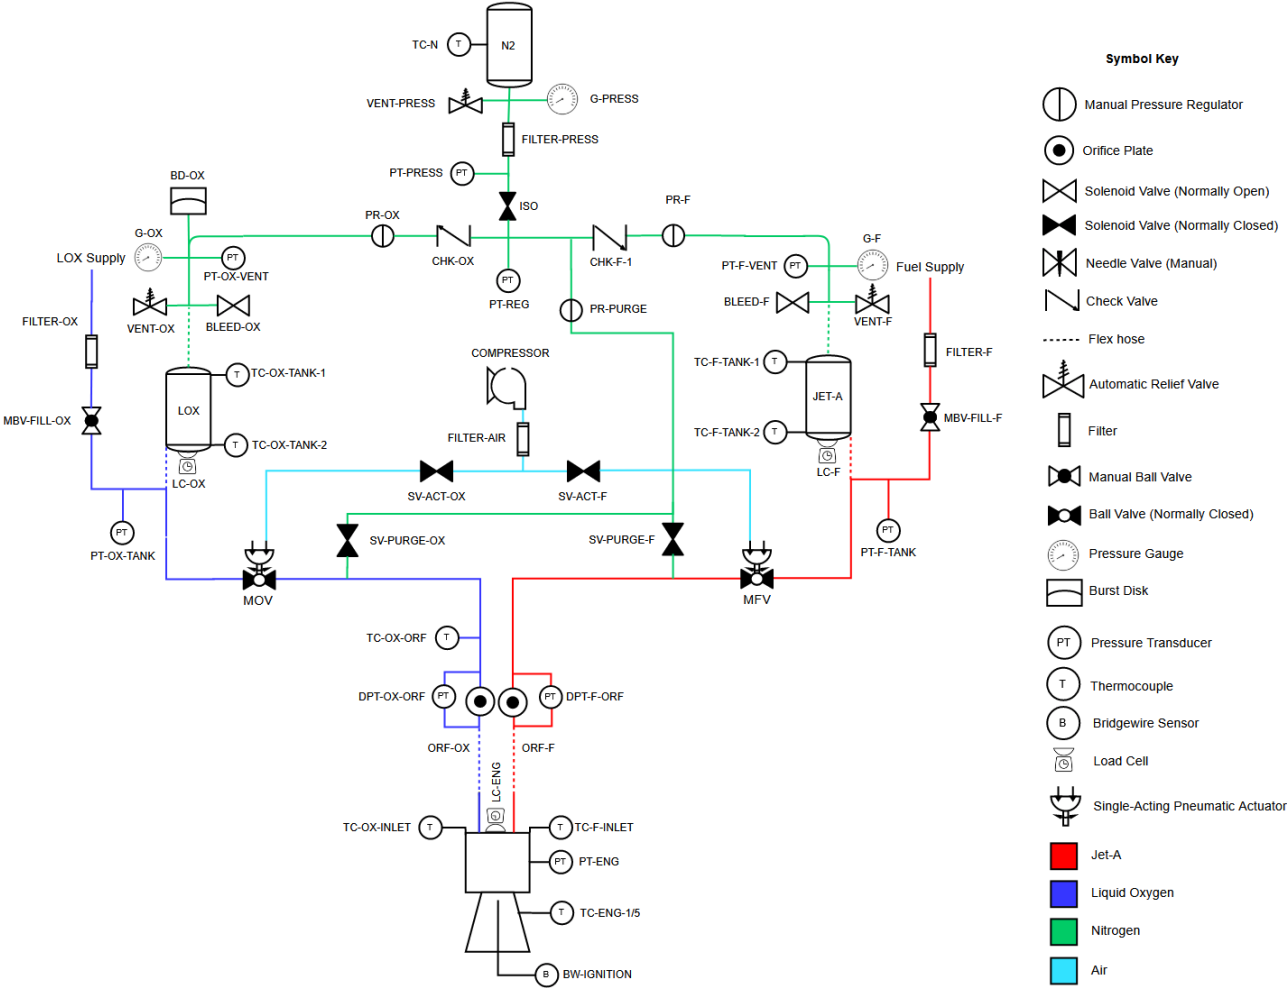 TC-N
T
N2
VENT-PRESS
G-PRESS
FILTER-PRESS
PT-PRESS
PT
ISO
BD-OX
PR-OX
PR-F
G-OX
LOX Supply
PT
PT-OX-VENT
CHK-OX
CHK-F-1
PT
PT-REG
G-F
PT-F-VENT
PT
Fuel Supply
VENT-OX
BLEED-OX
PR-PURGE
BLEED-F
VENT-F
FILTER-OX
FILTER-F
COMPRESSOR
T
TC-OX-TANK-1
TC-F-TANK-1
T
LOX
JET-A
MBV-FILL-OX
MBV-FILL-F
T
TC-OX-TANK-2
FILTER-AIR
TC-F-TANK-2
T
LC-OX
LC-F
SV-ACT-OX
SV-ACT-F
PT
PT-OX-TANK
SV-PURGE-OX
SV-PURGE-F
PT
PT-F-TANK
MOV
MFV
TC-OX-ORF
T
DPT-OX-ORF
PT
PT
DPT-F-ORF
ORF-OX
ORF-F
LC-ENG
TC-OX-INLET
T
T
TC-F-INLET
PT
PT-ENG
T
TC-ENG-1/5
B
BW-IGNITION
Symbol Key
Manual Pressure Regulator
Orifice Plate
Solenoid Valve (Normally Open)
Solenoid Valve (Normally Closed)
Needle Valve (Manual)
Check Valve
Flex hose
Automatic Relief Valve
Filter
Manual Ball Valve
Ball Valve (Normally Closed)
Pressure Gauge
Burst Disk
PT
Pressure Transducer
T
Thermocouple
B
Bridgewire Sensor
Load Cell
Single-Acting Pneumatic Actuator
Jet-A
Liquid Oxygen
Nitrogen
Air